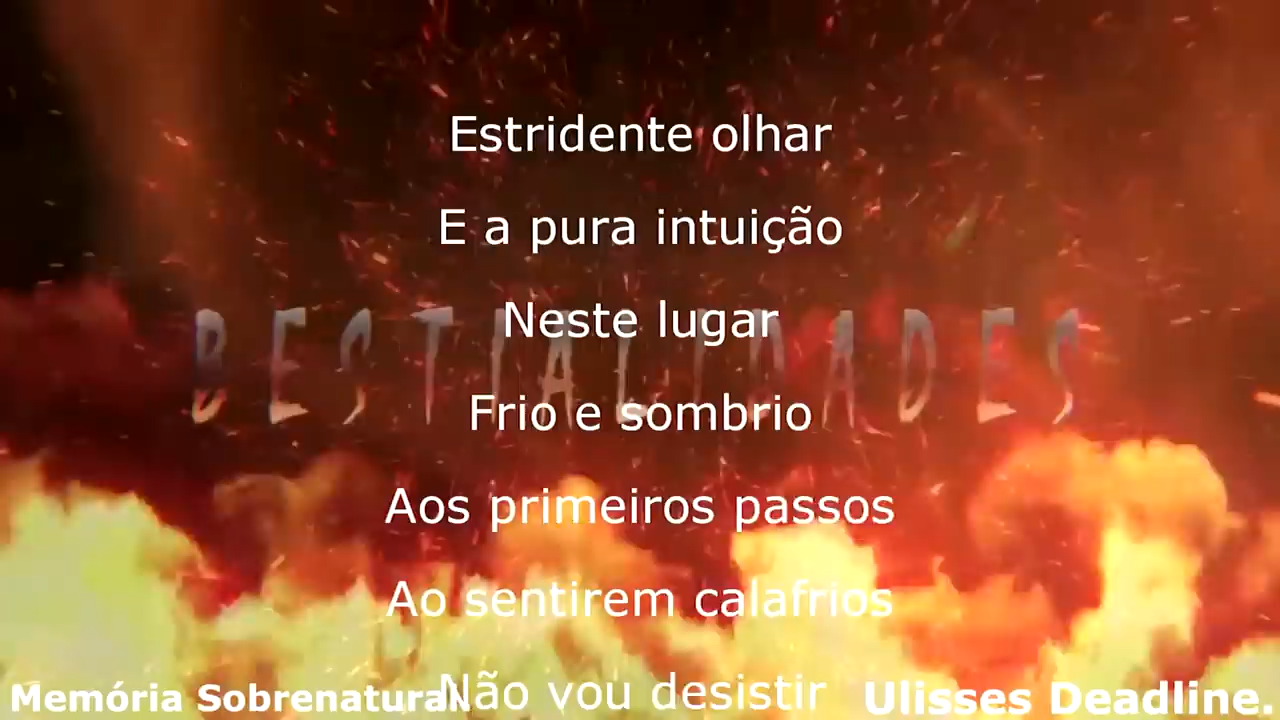 Estridente olhar
E a pura intuição
Neste lugar
BESTIALIDADES
Frio e sombrio
Aos primeiros passos
Ao sentirem calafrios
Não vou desistir
Memória Sobrenatural
Ulisses Deadline.